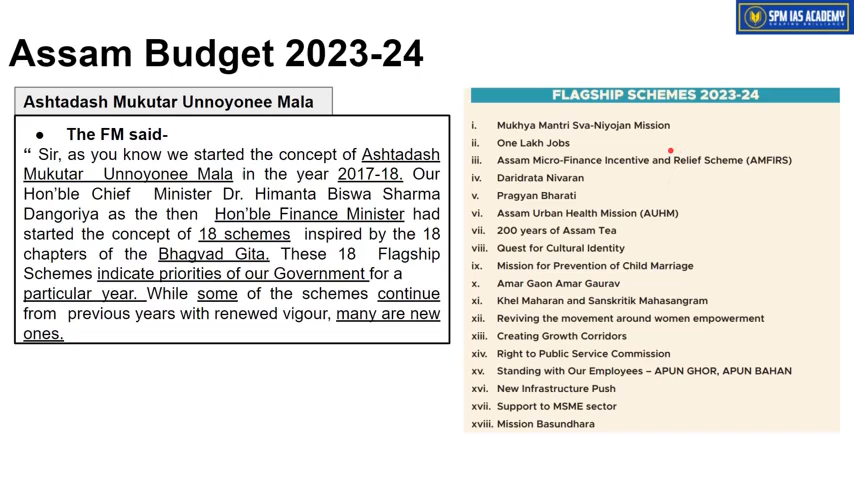 SPM IAS ACADEMY
SHAPING BRILLIANCE
Assam Budget 2023-24
Ashtadash Mukutar Unnoyonee Mala
● The FM said-
“ Sir, as you know we started the concept of Ashtadash
Mukutar Unnoyonee Mala in the year 2017-18. Our
Hon’ble Chief Minister Dr. Himanta Biswa Sharma
Dangoriya as the then Hon’ble Finance Minister had
started the concept of 18 schemes inspired by the 18
chapters of the Bhagvad Gita. These 18 Flagship
Schemes indicate priorities of our Government for a
particular year. While some of the schemes continue
from previous years with renewed vigour, many are new
ones.
FLAGSHIP SCHEMES 2023-24
i. Mukhya Mantri Sva-Niyojan Mission
ii. One Lakh Jobs
iii. Assam Micro-Finance Incentive and Relief Scheme (AMFIRS)
iv. Daridrata Nivaran
v. Pragyan Bharati
vi. Assam Urban Health Mission (AUHM)
vii. 200 years of Assam Tea
viii. Quest for Cultural Identity
ix. Mission for Prevention of Child Marriage
x. Amar Gaon Amar Gaurav
xi. Khel Maharan and Sanskritik Mahasangram
xii. Reviving the movement around women empowerment
xiii. Creating Growth Corridors
xiv. Right to Public Service Commission
xv. Standing with Our Employees – APUN GHOR, APUN BAHAN
xvi. New Infrastructure Push
xvii. Support to MSME sector
xviii. Mission Basundhara